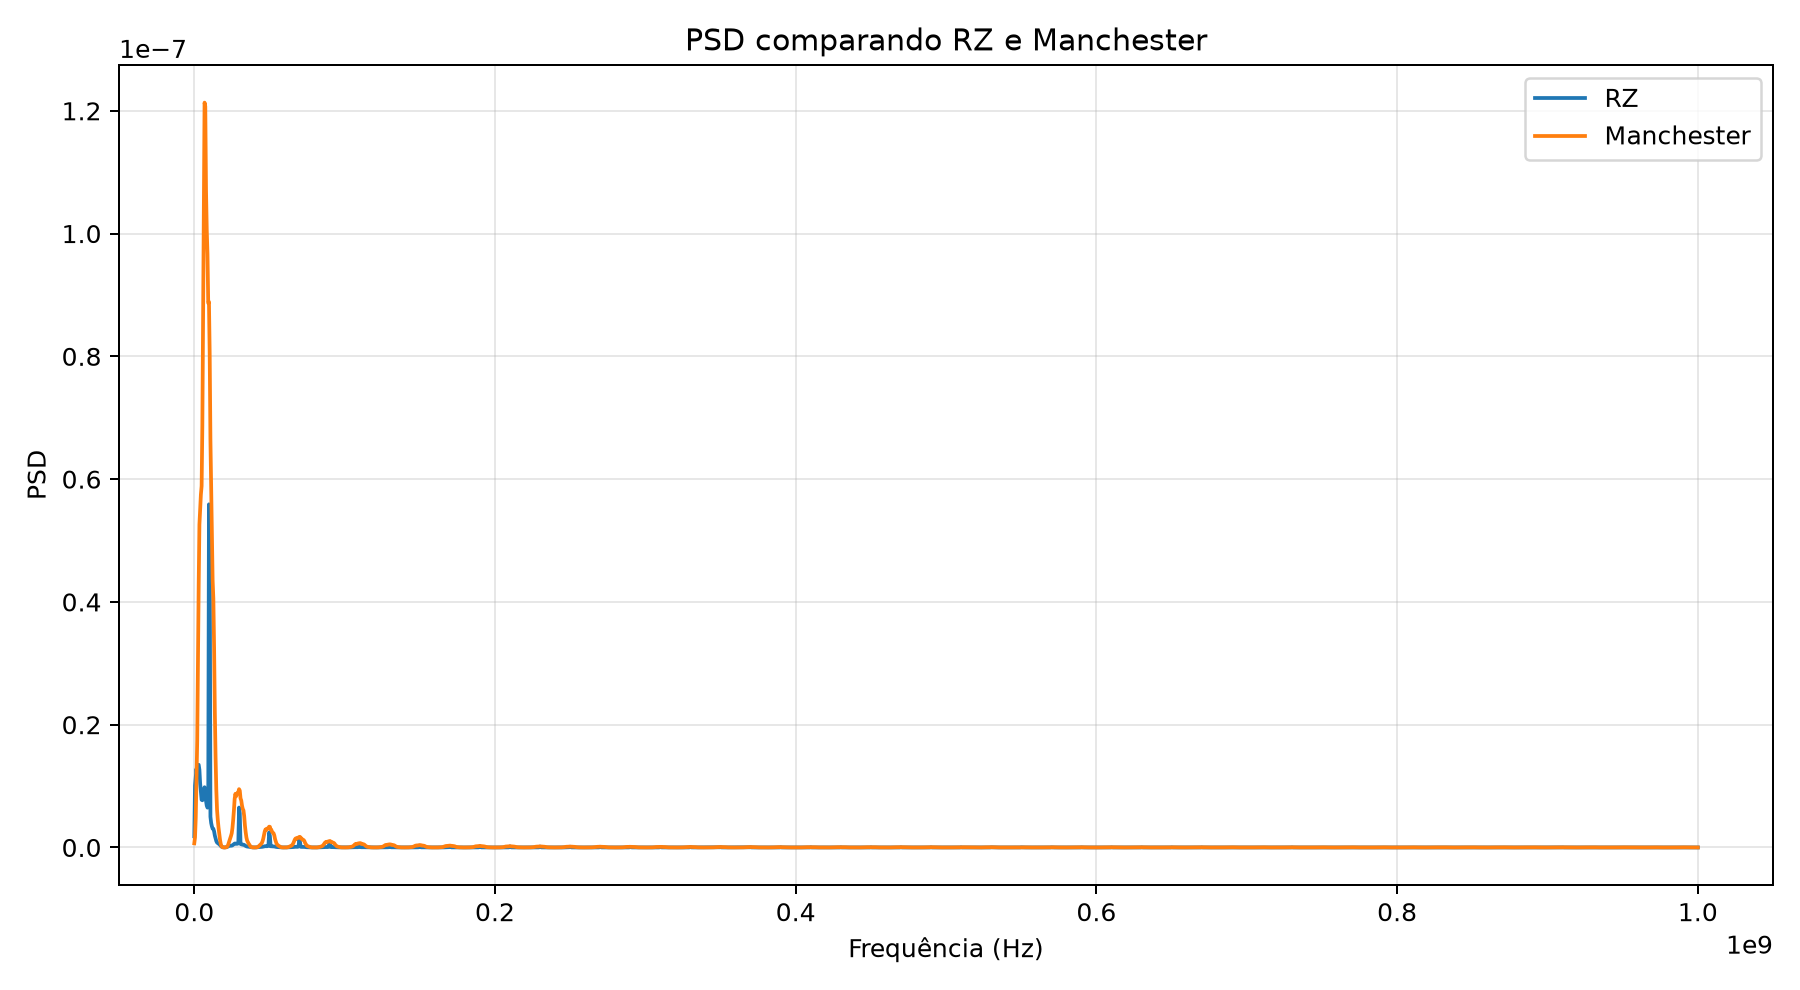 PSD comparando RZ e Manchester
1e−7
RZ
Manchester
1.2
1.0
0.8
0.6
0.4
0.2
0.0
PSD
0.0 0.2 0.4 0.6 0.8 1.0
1e9
Frequência (Hz)